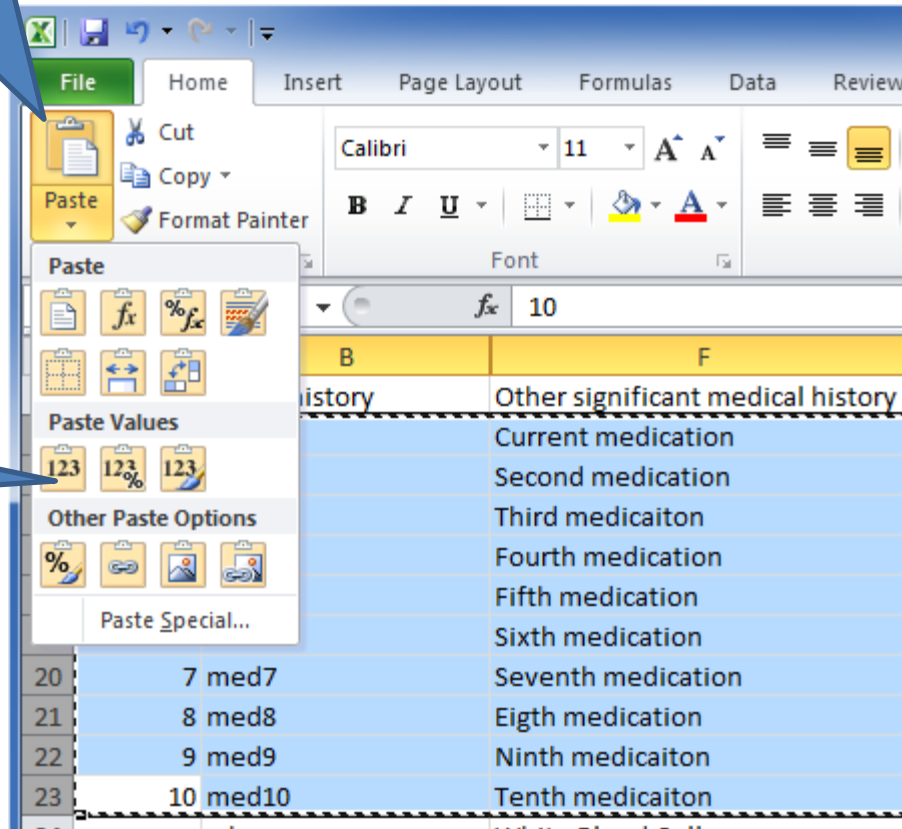 File Home Insert Page Layout Formulas Data Review
Cut
Copy
Paste
Format Painter
Calibri 11 A A
B I U A
Font
Paste
fx %fx
fx 10
B F
istory Other significant medical history
Paste Values
Current medication
123 123% 123
Second medication
Other Paste Options
Third medicaiton
%
Fourth medication
Fifth medication
Paste Special...
Sixth medication
20 7 med7 Seventh medication
21 8 med8 Eigth medication
22 9 med9 Ninth medicaiton
23 10 med10 Tenth medicaiton